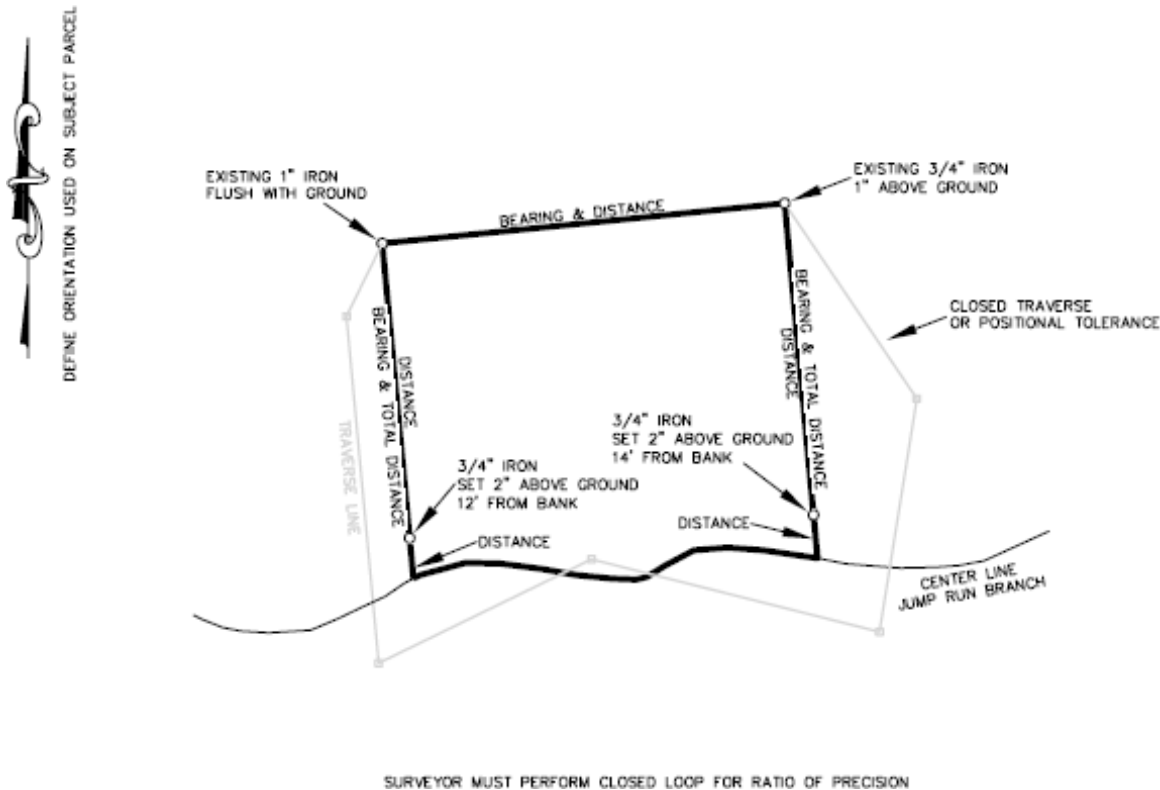 DEFINE ORIENTATION USED ON SUBJECT PARCEL
EXISTING 1" IRON
FLUSH WITH GROUND
EXISTING 3/4" IRON
1" ABOVE GROUND
BEARING & DISTANCE
CLOSED TRAVERSE
OR POSITIONAL TOLERANCE
BEARING & TOTAL DISTANCE
DISTANCE
DISTANCE
BEARING & TOTAL DISTANCE
TRAVERSE LINE
3/4" IRON
SET 2" ABOVE GROUND
14' FROM BANK
3/4" IRON
SET 2" ABOVE GROUND
12' FROM BANK
DISTANCE
DISTANCE
CENTER LINE
JUMP RUN BRANCH
SURVEYOR MUST PERFORM CLOSED LOOP FOR RATIO OF PRECISION